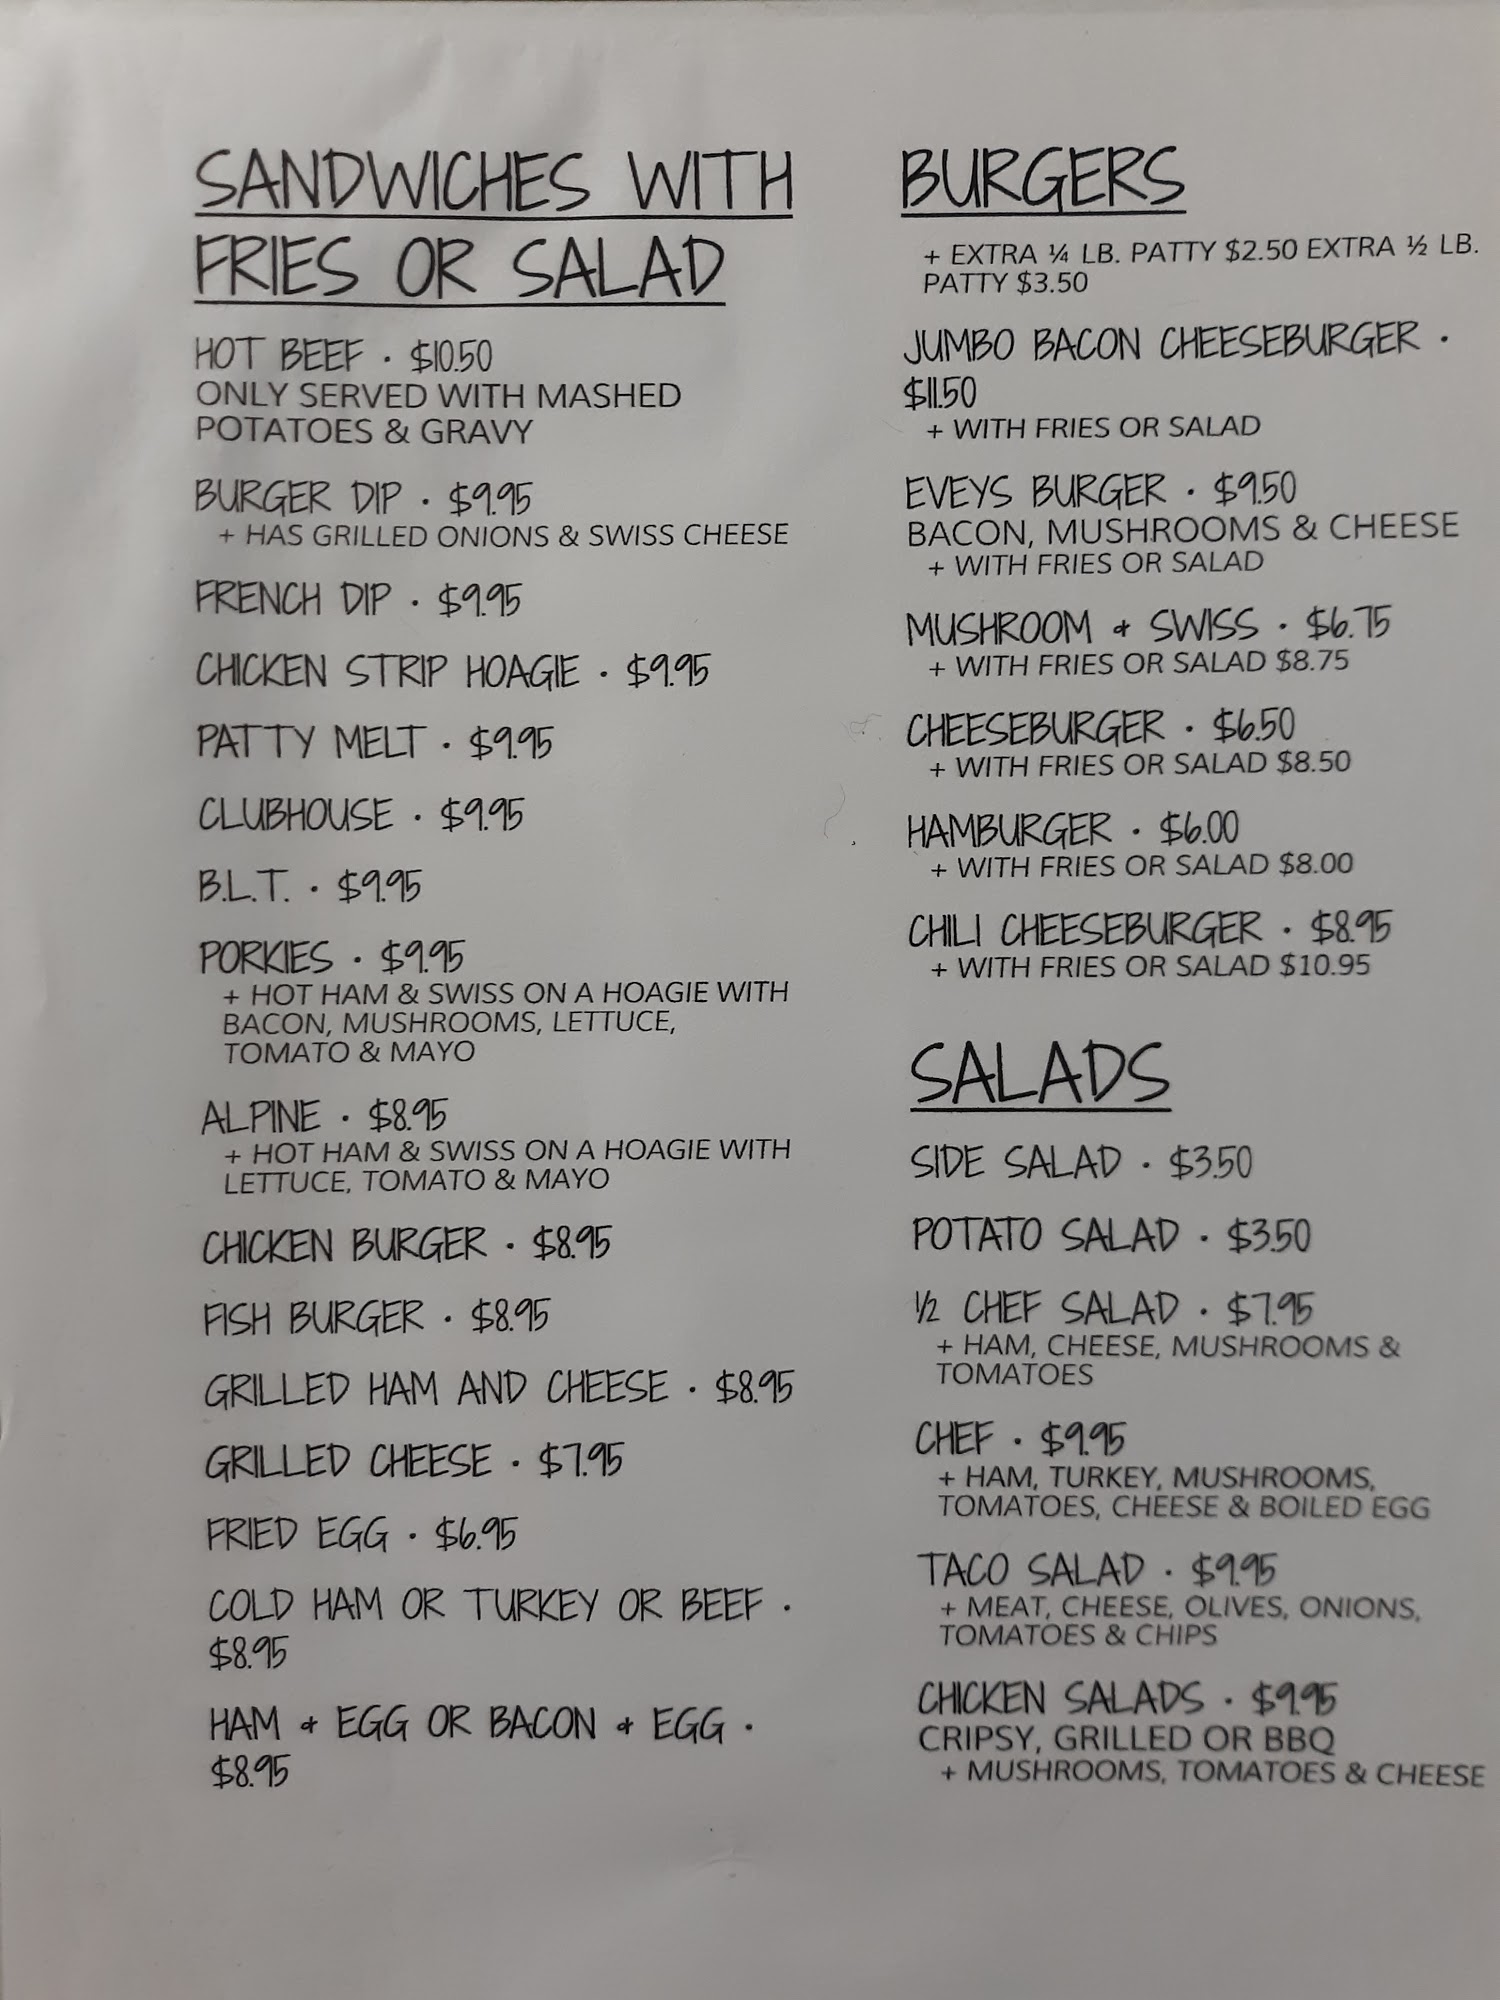 SANDWICHES WITH
FRIES OR SALAD
HOT BEEF • $10.50
ONLY SERVED WITH MASHED
POTATOES & GRAVY
BURGER DIP • $9.95
+ HAS GRILLED ONIONS & SWISS CHEESE
FRENCH DIP • $9.95
CHICKEN STRIP HOAGIE • $9.95
PATTY MELT • $9.95
CLUBHOUSE • $9.95
B.L.T. • $9.95
PORKIES • $9.95
+ HOT HAM & SWISS ON A HOAGIE WITH
BACON, MUSHROOMS, LETTUCE,
TOMATO & MAYO
ALPINE • $8.95
+ HOT HAM & SWISS ON A HOAGIE WITH
LETTUCE, TOMATO & MAYO
CHICKEN BURGER • $8.95
FISH BURGER • $8.95
GRILLED HAM AND CHEESE • $8.95
GRILLED CHEESE • $7.95
FRIED EGG • $6.95
COLD HAM OR TURKEY OR BEEF •
$8.95
HAM & EGG OR BACON & EGG •
$8.95
BURGERS
+ EXTRA ¼ LB. PATTY $2.50 EXTRA ½ LB.
PATTY $3.50
JUMBO BACON CHEESEBURGER •
$11.50
+ WITH FRIES OR SALAD
EVEYS BURGER • $9.50
BACON, MUSHROOMS & CHEESE
+ WITH FRIES OR SALAD
MUSHROOM & SWISS • $6.75
+ WITH FRIES OR SALAD $8.75
CHEESEBURGER • $6.50
+ WITH FRIES OR SALAD $8.50
HAMBURGER • $6.00
+ WITH FRIES OR SALAD $8.00
CHILI CHEESEBURGER • $8.95
+ WITH FRIES OR SALAD $10.95
SALADS
SIDE SALAD • $3.50
POTATO SALAD • $3.50
½ CHEF SALAD • $7.95
+ HAM, CHEESE, MUSHROOMS &
TOMATOES
CHEF • $9.95
+ HAM, TURKEY, MUSHROOMS,
TOMATOES, CHEESE & BOILED EGG
TACO SALAD • $9.95
+ MEAT, CHEESE, OLIVES, ONIONS,
TOMATOES & CHIPS
CHICKEN SALADS • $9.95
CRIPSY, GRILLED OR BBQ
+ MUSHROOMS, TOMATOES & CHEESE